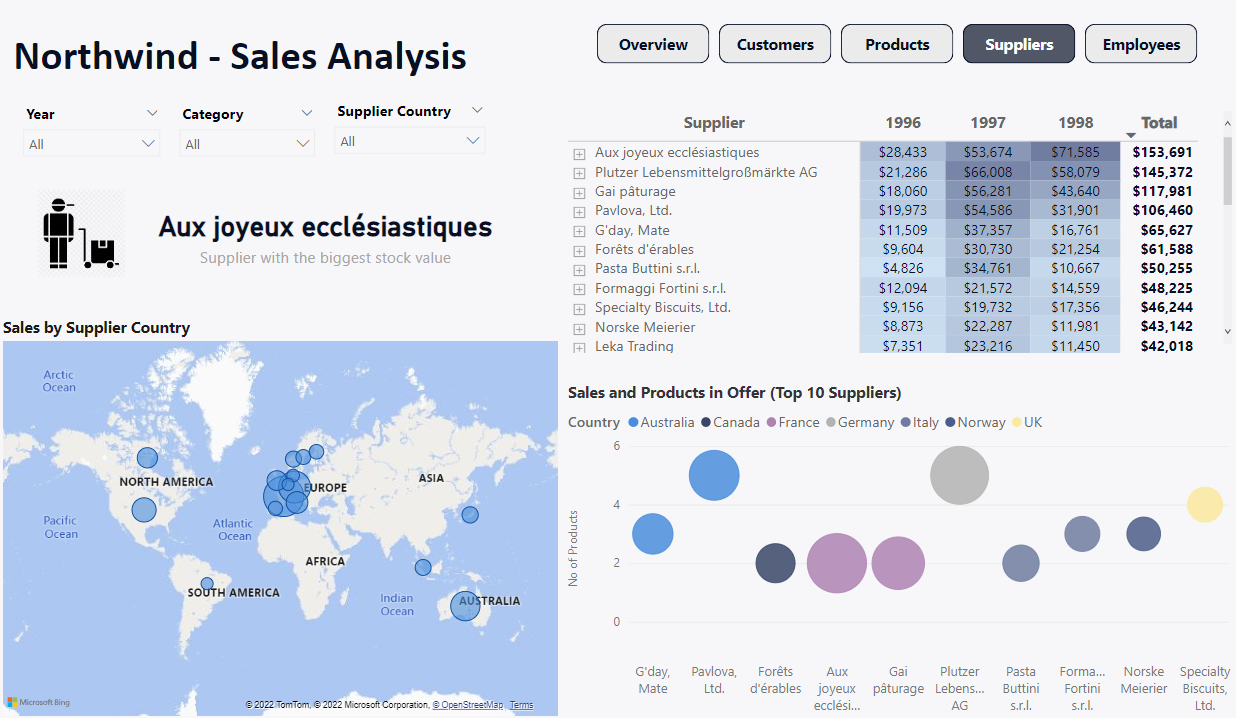 Northwind - Sales Analysis
Overview
Customers
Products
Suppliers
Employees
Year
Category
Supplier Country
All
All
All
Aux joyeux ecclésiastiques
Supplier with the biggest stock value
Supplier 1996 1997 1998 Total
Aux joyeux ecclésiastiques $28,433 $53,674 $71,585 $153,691
Plutzer Lebensmittelgroßmärkte AG $21,286 $66,008 $58,079 $145,372
Gai pâturage $18,060 $56,281 $43,640 $117,981
Pavlova, Ltd. $19,973 $54,586 $31,901 $106,460
G'day, Mate $11,509 $37,357 $16,761 $65,627
Forêts d'érables $9,604 $30,730 $21,254 $61,588
Pasta Buttini s.r.l. $4,826 $34,761 $10,667 $50,255
Formaggi Fortini s.r.l. $12,094 $21,572 $14,559 $48,225
Specialty Biscuits, Ltd. $9,156 $19,732 $17,356 $46,244
Norske Meierier $8,873 $22,287 $11,981 $43,142
Leka Trading $7,351 $23,216 $11,450 $42,018
Sales by Supplier Country
Arctic
Ocean
NORTH AMERICA
EUROPE
ASIA
Pacific
Ocean
Atlantic
Ocean
AFRICA
SOUTH AMERICA
Indian
Ocean
AUSTRALIA
Microsoft Bing
© 2022 TomTom, © 2022 Microsoft Corporation, © OpenStreetMap Terms
Sales and Products in Offer (Top 10 Suppliers)
Country Australia Canada France Germany Italy Norway UK
No of Products
6
4
2
0
G'day,
Mate
Pavlova,
Ltd.
Forêts
d'érables
Aux
joyeux
ecclési...
Gai
pâturage
Plutzer
Lebens...
AG
Pasta
Buttini
s.r.l.
Forma...
Fortini
s.r.l.
Norske
Meierier
Specialty
Biscuits,
Ltd.